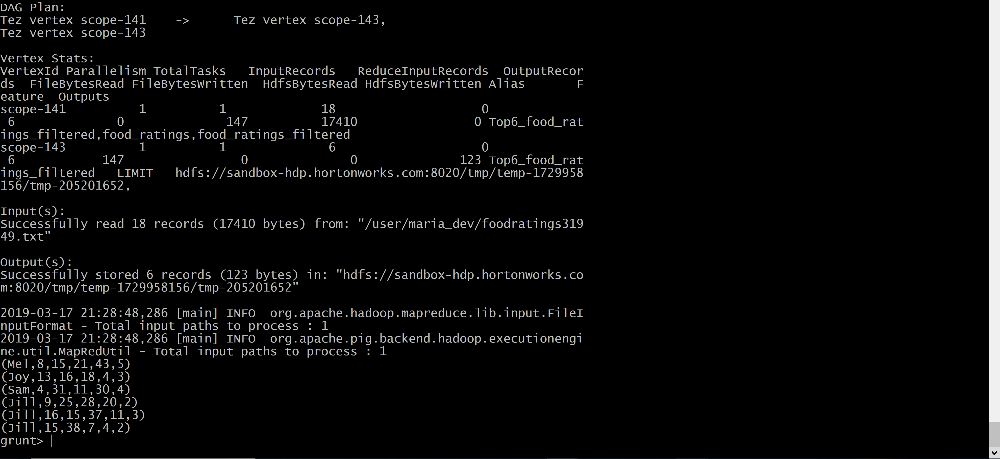 DAG Plan:
Tez vertex scope-141    ->      Tez vertex scope-143,
Tez vertex scope-143

Vertex Stats:
VertexId Parallelism TotalTasks   InputRecords   ReduceInputRecords  OutputRecor
ds  FileBytesRead FileBytesWritten  HdfsBytesRead HdfsBytesWritten Alias       F
eature  Outputs
scope-141          1          1             18                    0
 6              0              147          17410                0 Top6_food_rat
ings_filtered,food_ratings,food_ratings_filtered
scope-143          1          1              6                    0
 6            147                0              0              123 Top6_food_rat
ings_filtered   LIMIT   hdfs://sandbox-hdp.hortonworks.com:8020/tmp/temp-1729958
156/tmp-205201652,

Input(s):
Successfully read 18 records (17410 bytes) from: "/user/maria_dev/foodratings319
49.txt"

Output(s):
Successfully stored 6 records (123 bytes) in: "hdfs://sandbox-hdp.hortonworks.co
m:8020/tmp/temp-1729958156/tmp-205201652"

2019-03-17 21:28:48,286 [main] INFO  org.apache.hadoop.mapreduce.lib.input.FileI
nputFormat - Total input paths to process : 1
2019-03-17 21:28:48,286 [main] INFO  org.apache.pig.backend.hadoop.executionengi
ne.util.MapRedUtil - Total input paths to process : 1
(Mel,8,15,21,43,5)
(Joy,13,16,18,4,3)
(Sam,4,31,11,30,4)
(Jill,9,25,28,20,2)
(Jill,16,15,37,11,3)
(Jill,15,38,7,4,2)
grunt>